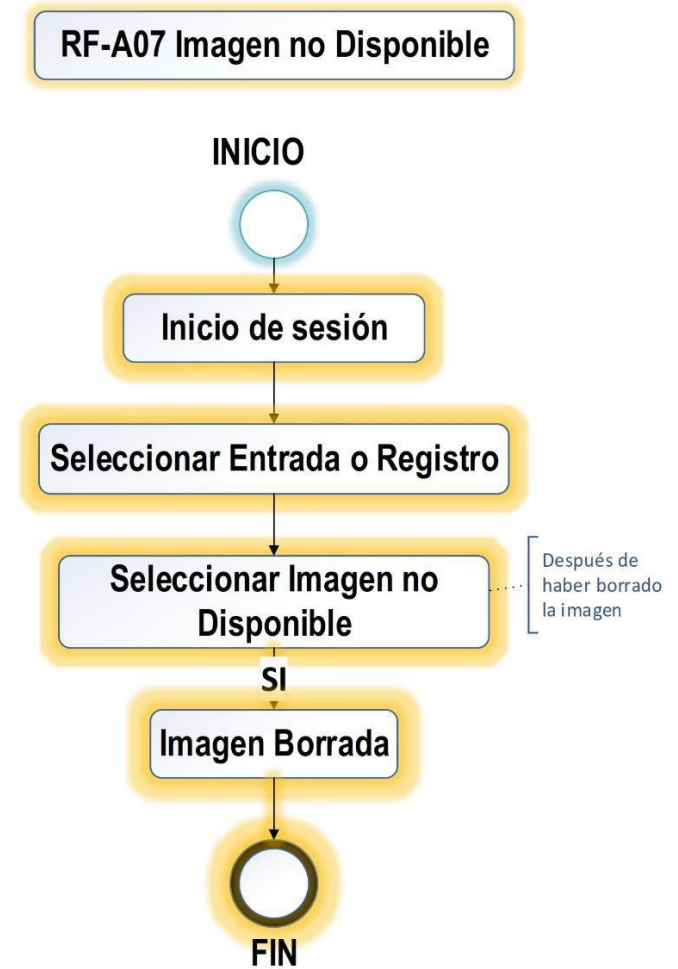 RF-A07 Imagen no Disponible
INICIO
Inicio de sesión
Seleccionar Entrada o Registro
Seleccionar Imagen no
Disponible
Después de
haber borrado
la imagen
SI
Imagen Borrada
FIN